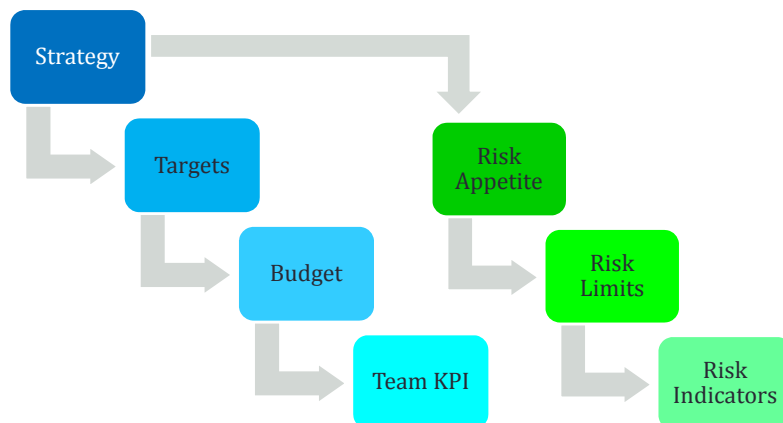 Strategy
Targets
Risk
Appetite
Budget
Risk
Limits
Team KPI
Risk
Indicators